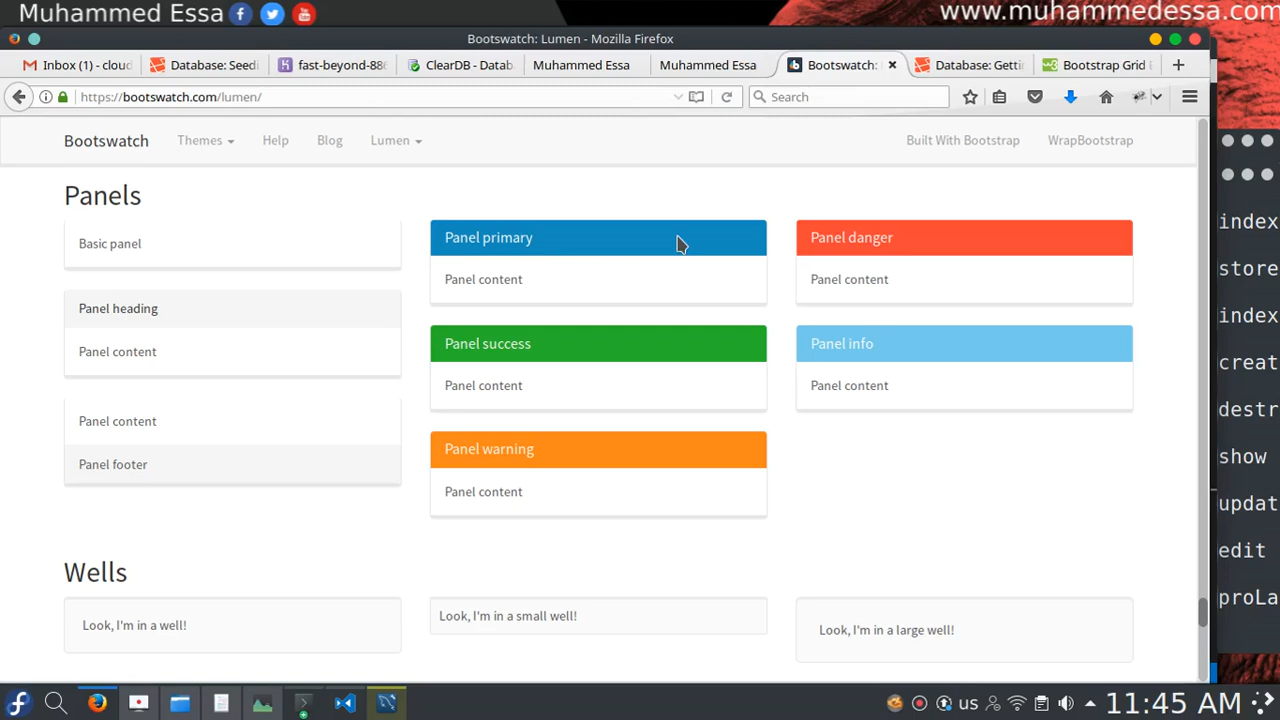 Muhammed Essa
www.muhammedessa.com
Bootswatch: Lumen - Mozilla Firefox
Inbox (1) - cloud
Database: Seedi
fast-beyond-886
ClearDB - Datab
Muhammed Essa
Muhammed Essa
Bootswatch:
Database: Getti
Bootstrap Grid
https://bootswatch.com/lumen/
Search
Bootswatch Themes Help Blog Lumen Built With Bootstrap WrapBootstrap
Panels
Basic panel
Panel heading
Panel content
Panel content
Panel footer
Panel primary
Panel content
Panel success
Panel content
Panel warning
Panel content
Panel danger
Panel content
Panel info
Panel content
Wells
Look, I'm in a well!
Look, I'm in a small well!
Look, I'm in a large well!
index
store
index
creat
destr
show
updat
edit
proLa
us
11:45 AM